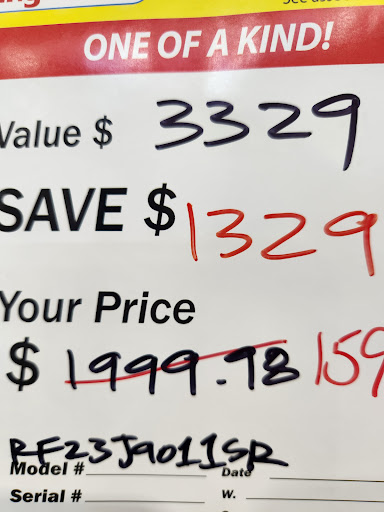 ONE OF A KIND!
Value $ 3329
SAVE $ 1329
Your Price
$ 1999.98 159
RF23J9011SR
Model # Date
Serial # W.